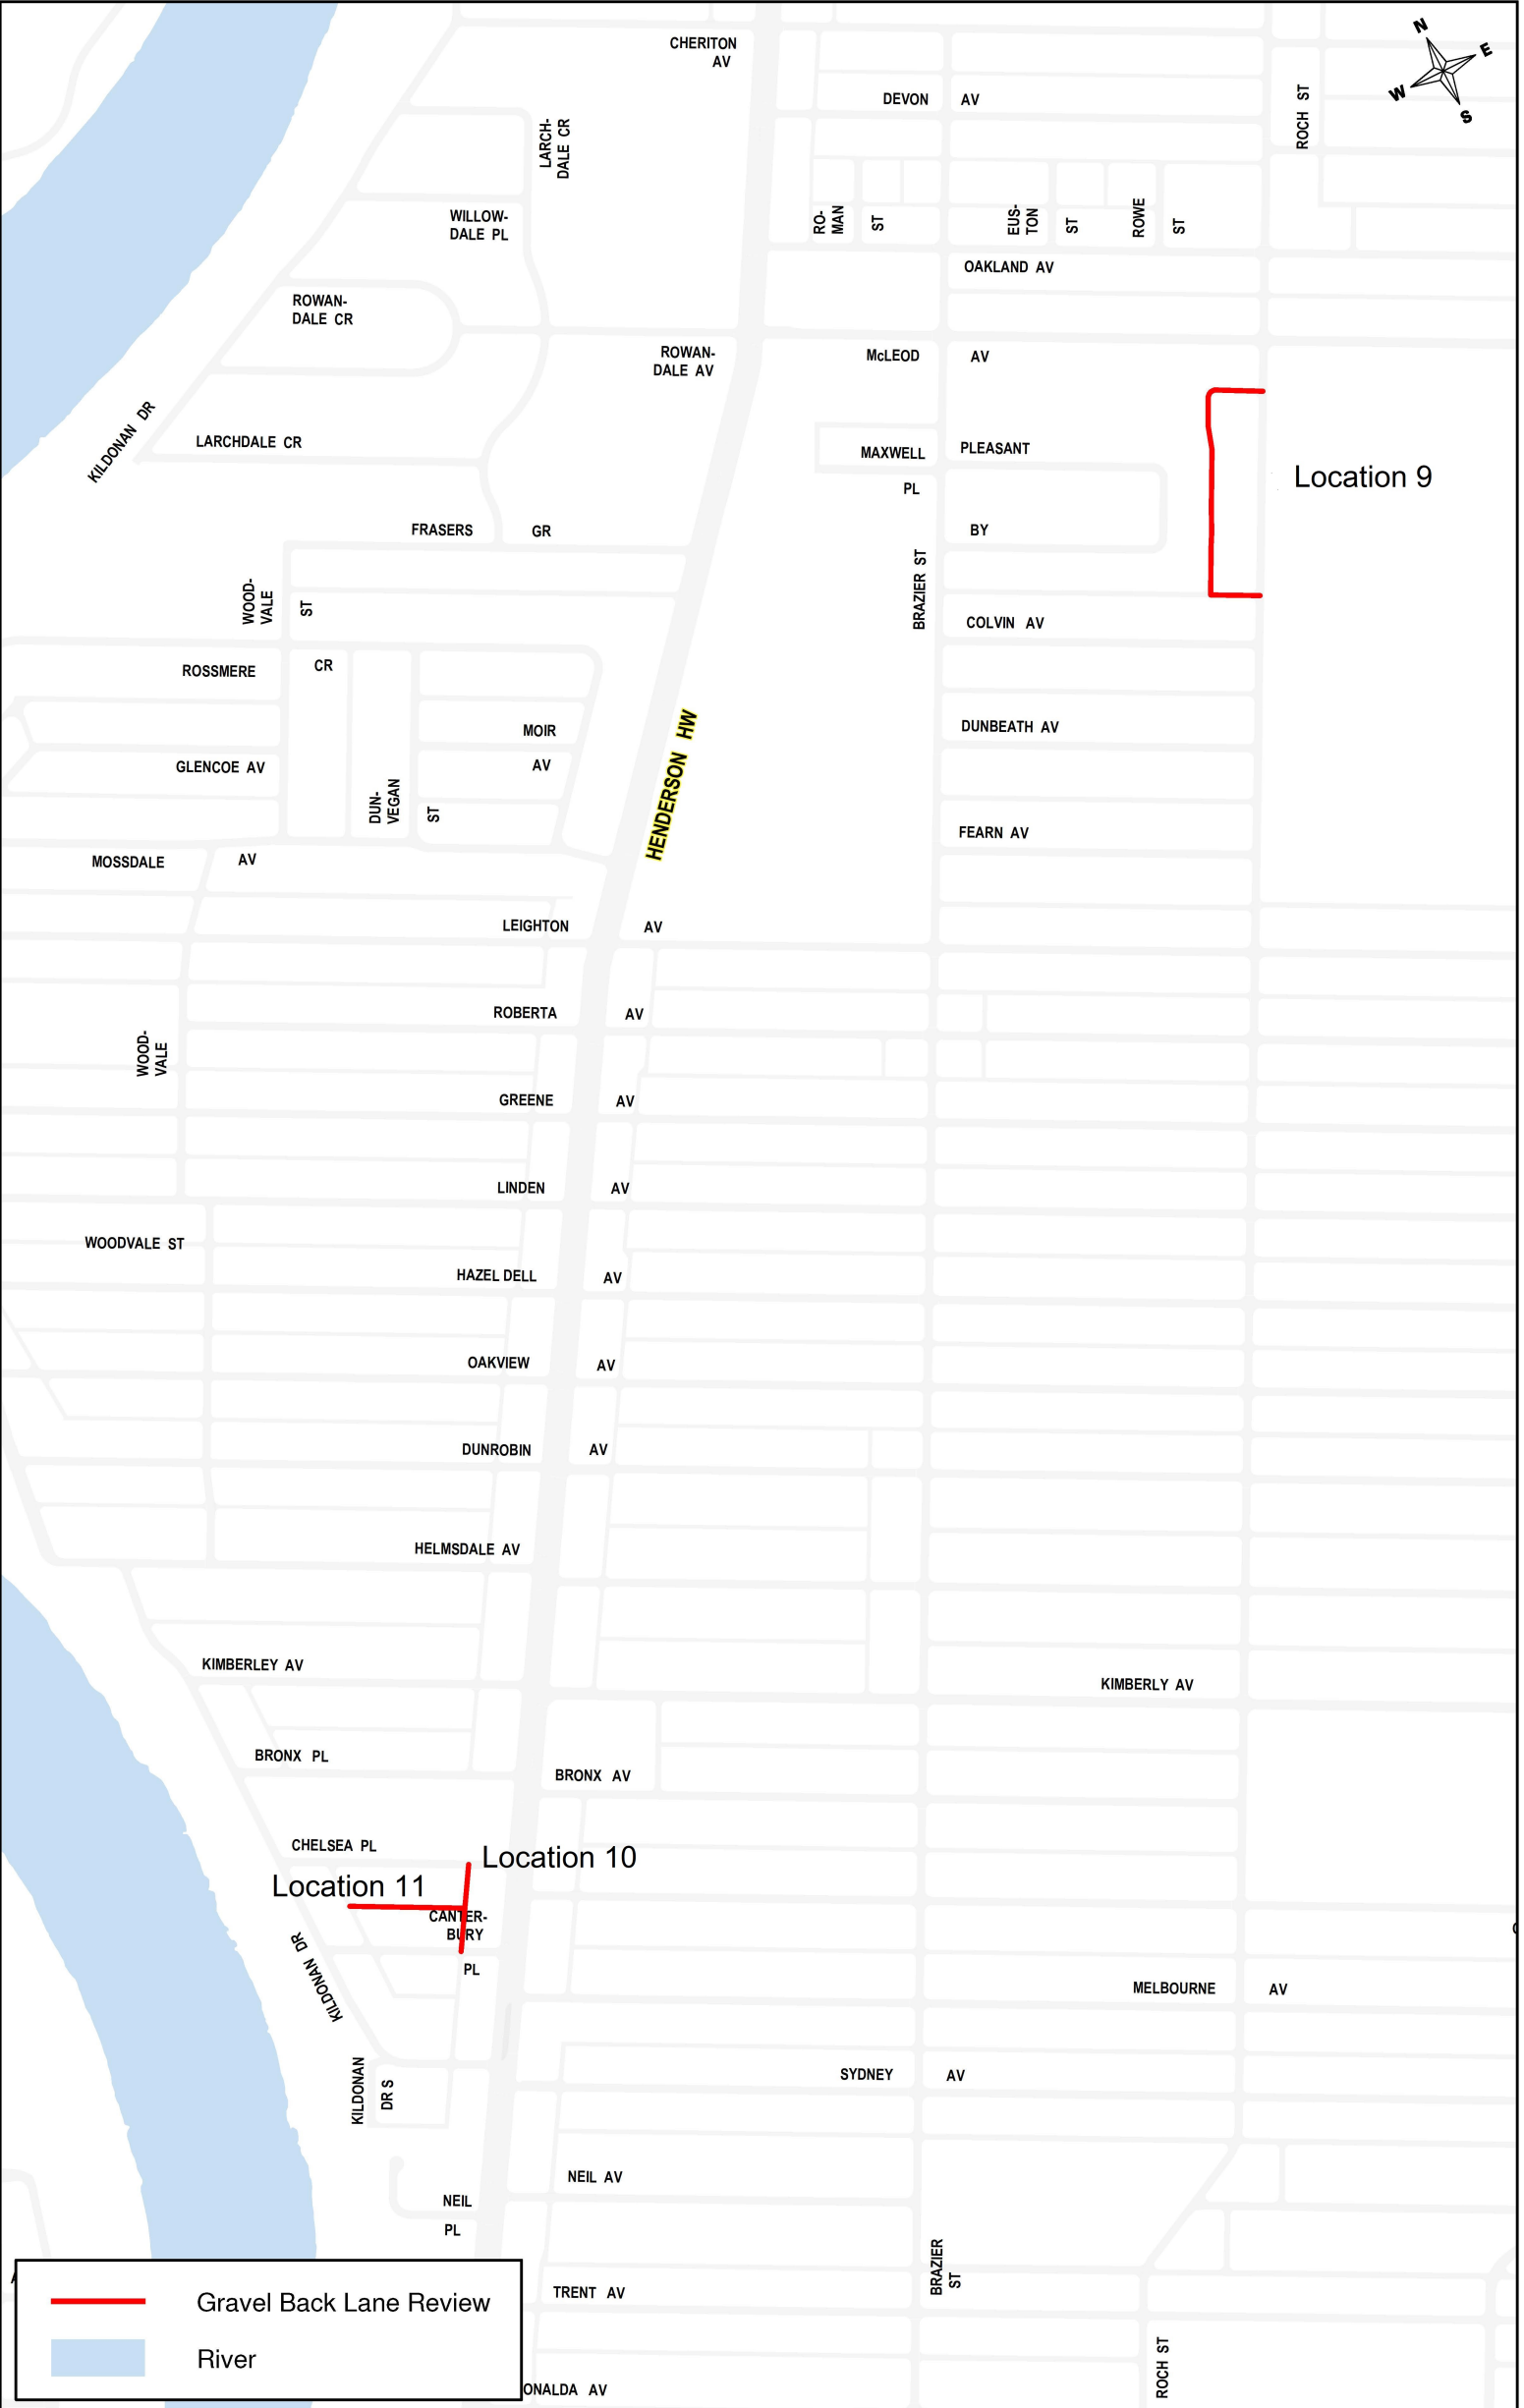 CHERITON
AV
N
E
W
S
DEVON AV
ROCH ST
LARCH-
DALE CR
WILLOW-
DALE PL
RO-
MAN
ST
EUS-
TON
ST
ROWE
ST
OAKLAND AV
ROWAN-
DALE CR
ROWAN-
DALE AV
McLEOD AV
KILDONAN DR
LARCHDALE CR
MAXWELL
PL
PLEASANT
Location 9
FRASERS GR
BY
BRAZIER ST
WOOD-
VALE
ST
COLVIN AV
ROSSMERE
CR
MOIR
AV
HENDERSON HW
DUNBEATH AV
GLENCOE AV
DUN-
VEGAN
ST
FEARN AV
MOSSDALE AV
LEIGHTON AV
ROBERTA AV
WOOD-
VALE
GREENE AV
LINDEN AV
WOODVALE ST
HAZEL DELL AV
OAKVIEW AV
DUNROBIN AV
HELMSDALE AV
KIMBERLEY AV
KIMBERLY AV
BRONX PL
BRONX AV
CHELSEA PL
Location 10
Location 11
CANTER-
BURY
PL
KILDONAN DR
MELBOURNE AV
KILDONAN
DR S
SYDNEY AV
NEIL AV
NEIL
PL
BRAZIER
ST
TRENT AV
Gravel Back Lane Review
River
ROCH ST
ONALDA AV